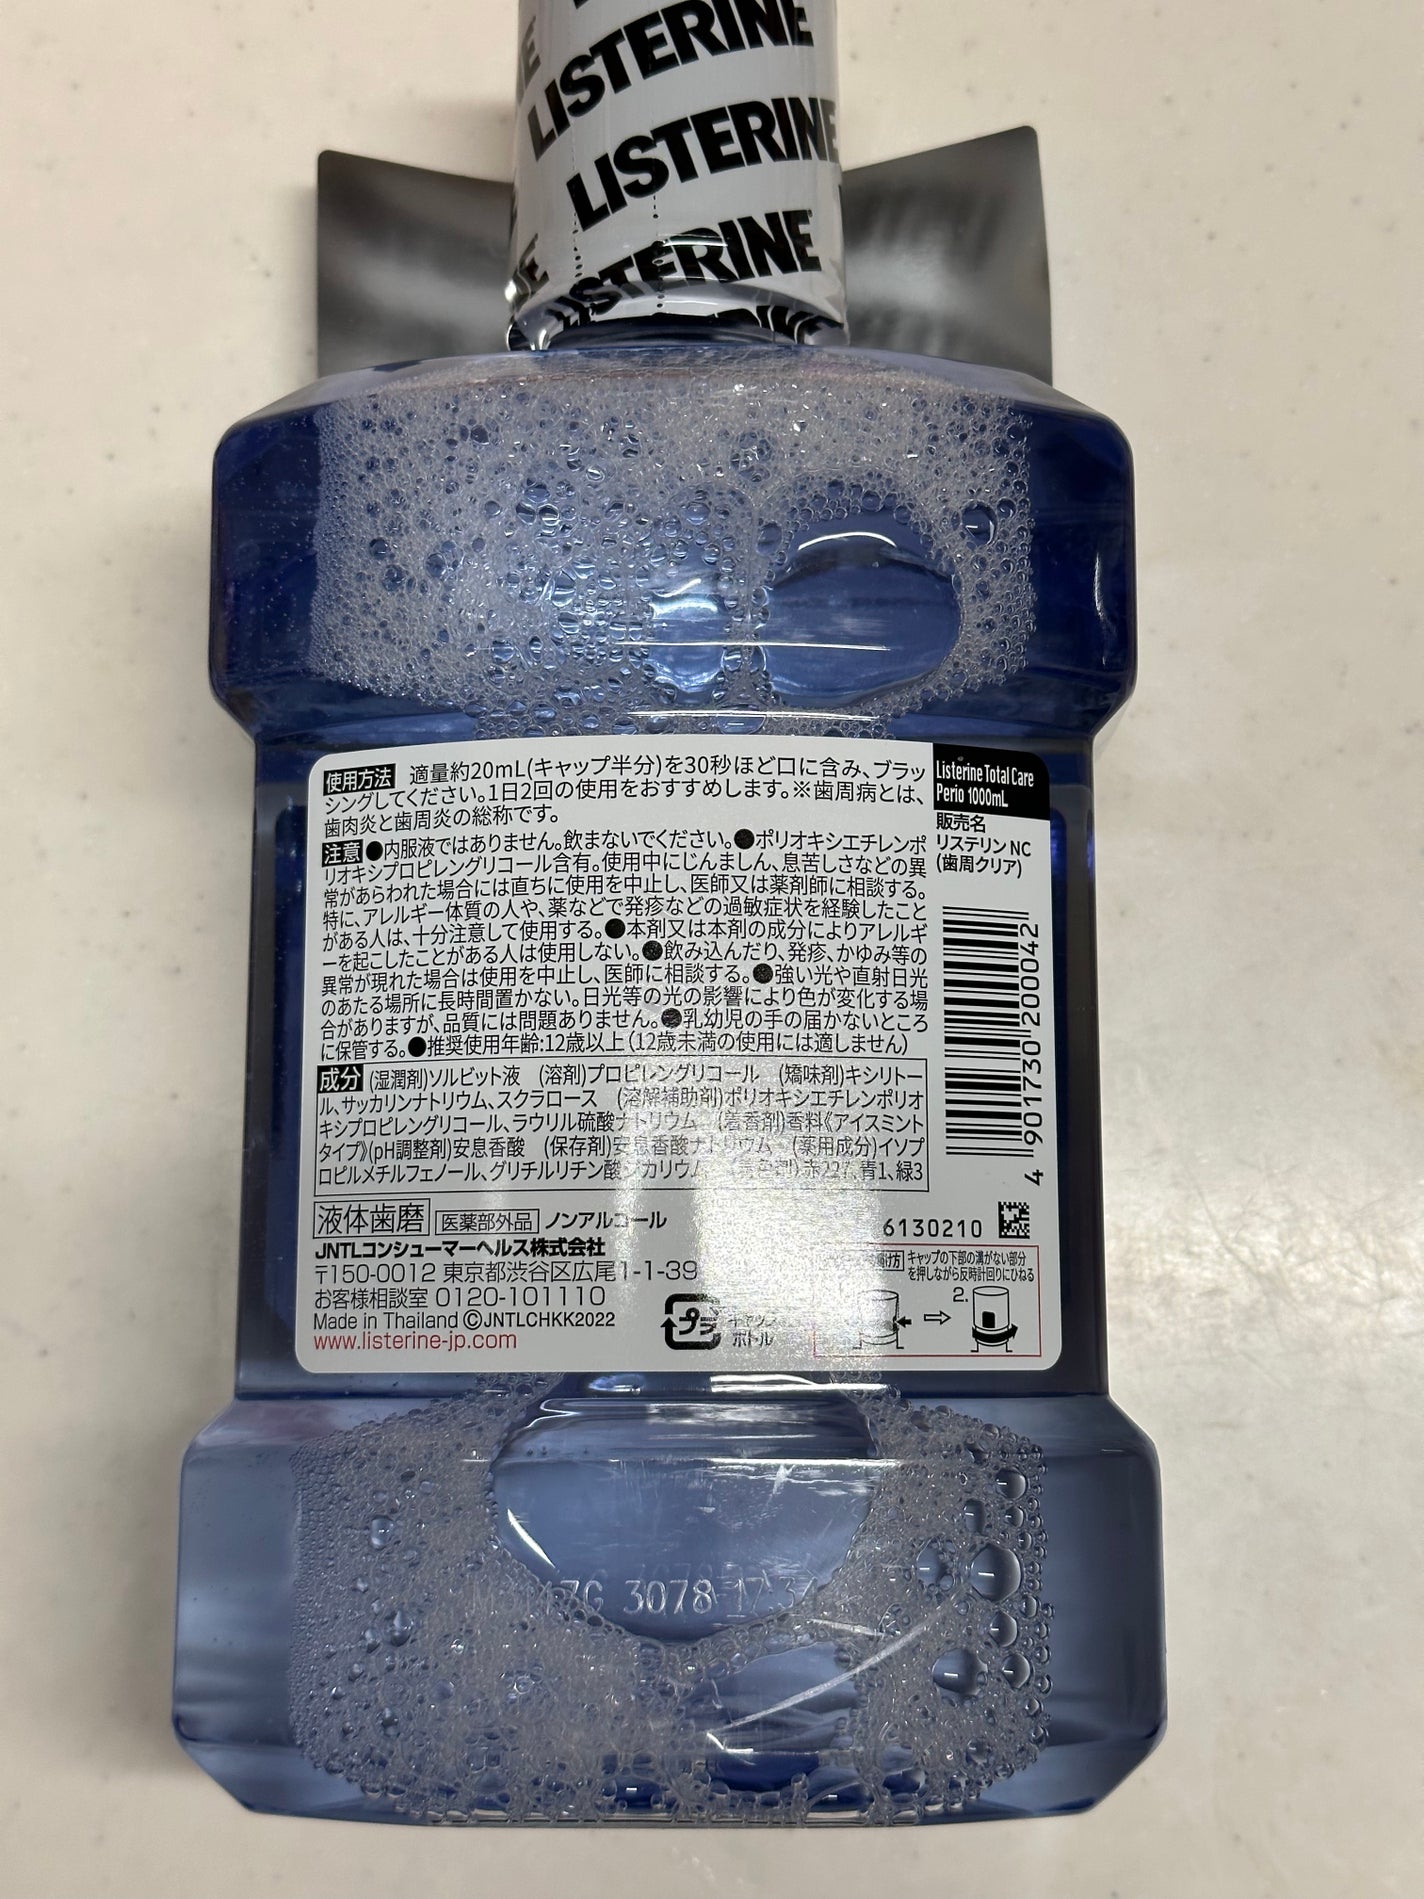 LISTERINE
LISTERINE
LISTERINE
使用方法 適量約20mL(キャップ半分)を30秒ほど口に含み、ブラッ
シングしてください。1日2回の使用をおすすめします。※歯周病とは、
歯肉炎と歯周炎の総称です。
注意 ●内服液ではありません。飲まないでください。●ポリオキシエチレンポ
リオキシプロピレングリコール含有。使用中にじんましん、息苦しさなどの異
常があらわれた場合には直ちに使用を中止し、医師又は薬剤師に相談する。
特に、アレルギー体質の人や、薬などで発疹などの過敏症状を経験したこと
がある人は、十分注意して使用する。●本剤又は本剤の成分によりアレルギ
ーを起こしたことがある人は使用しない。●飲み込んだり、発疹、かゆみ等の
異常が現れた場合は使用を中止し、医師に相談する。●強い光や直射日光
のあたる場所に長時間置かない。日光等の光の影響により色が変化する場
合がありますが、品質には問題ありません。●乳幼児の手の届かないところ
に保管する。●推奨使用年齢:12歳以上(12歳未満の使用には適しません)
成分 (湿潤剤)ソルビット液 (溶剤)プロピレングリコール (矯味剤)キシリトー
ル、サッカリンナトリウム、スクラロース (溶解補助剤)ポリオキシエチレンポリオ
キシプロピレングリコール、ラウリル硫酸ナトリウム (着香剤)香料《アイスミント
タイプ》(pH調整剤)安息香酸 (保存剤)安息香酸ナトリウム (薬用成分)イソプ
ロピルメチルフェノール、グリチルリチン酸ジカリウム (着色剤)赤227、青1、緑3
液体歯磨 医薬部外品 ノンアルコール
JNTLコンシューマーヘルス株式会社
〒150-0012 東京都渋谷区広尾1-1-39
お客様相談室 0120-101110
Made in Thailand ©JNTLCHKK2022
www.listerine-jp.com
プラ
キャップ
ボトル
Listerine Total Care
Perio 1000mL
販売名
リステリン NC
(歯周クリア)
4 901730 200042
6130210
け方 キャップの下部の溝がない部分
を押しながら反時計回りにひねる
2.
3078 17:34